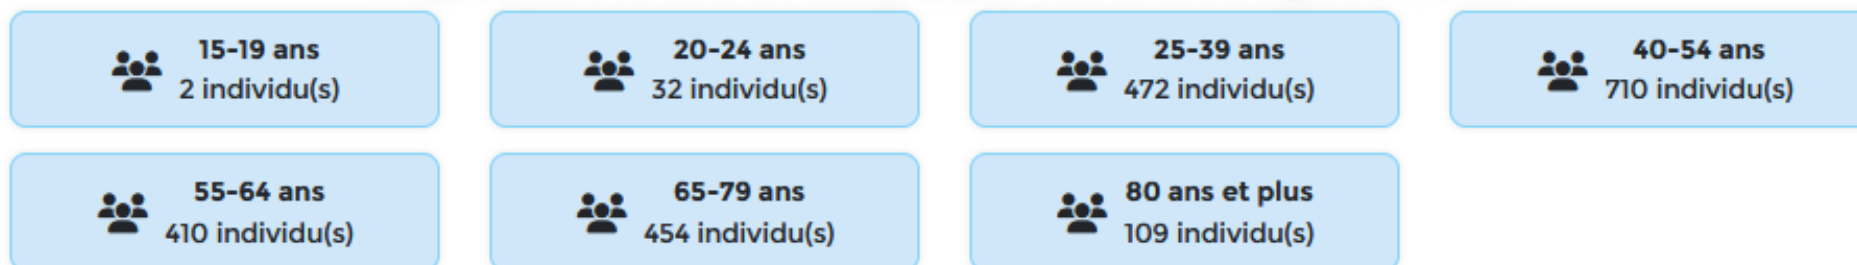 15-19 ans
2 individu(s)
20-24 ans
32 individu(s)
25-39 ans
472 individu(s)
40-54 ans
710 individu(s)
55-64 ans
410 individu(s)
65-79 ans
454 individu(s)
80 ans et plus
109 individu(s)